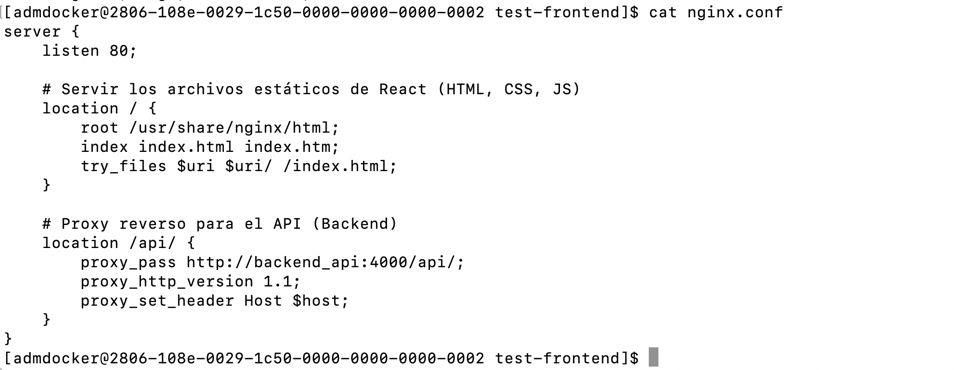 [admdocker@2806-108e-0029-1c50-0000-0000-0000-0002 test-frontend]$ cat nginx.conf
server {
    listen 80;

    # Servir los archivos estáticos de React (HTML, CSS, JS)
    location / {
        root /usr/share/nginx/html;
        index index.html index.htm;
        try_files $uri $uri/ /index.html;
    }

    # Proxy reverso para el API (Backend)
    location /api/ {
        proxy_pass http://backend_api:4000/api/;
        proxy_http_version 1.1;
        proxy_set_header Host $host;
    }
}
[admdocker@2806-108e-0029-1c50-0000-0000-0000-0002 test-frontend]$